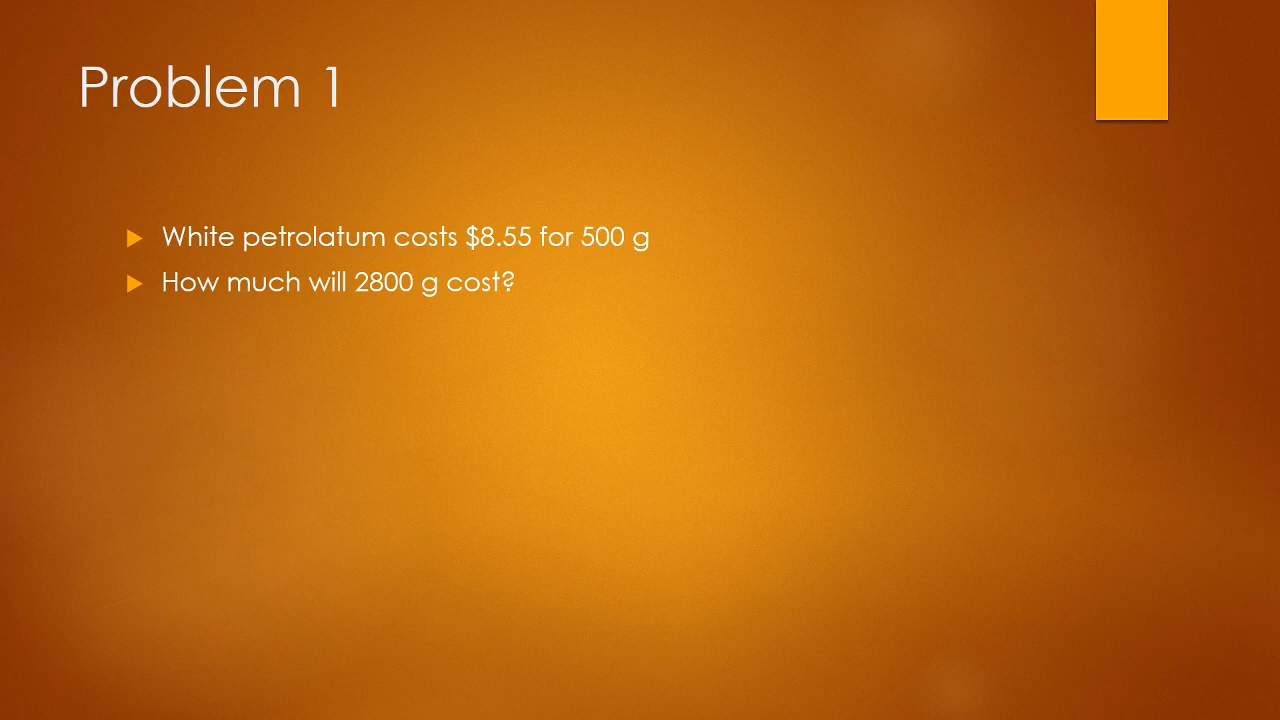 Problem 1
White petrolatum costs $8.55 for 500 g
How much will 2800 g cost?